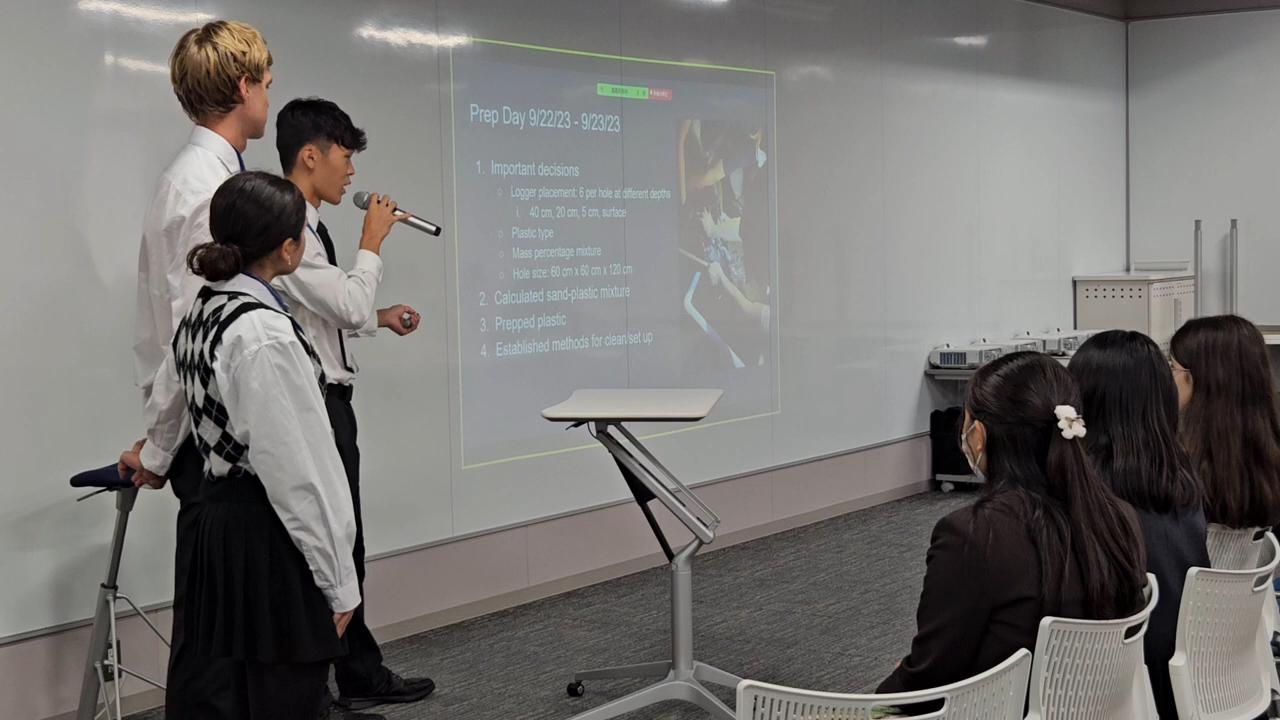 Prep Day 9/22/23 - 9/23/23
1. Important decisions
○ Logger placement: 6 per hole at different depths
i. 40 cm, 20 cm, 5 cm, surface
○ Plastic type
○ Mass percentage mixture
○ Hole size: 60 cm x 60 cm x 120 cm
2. Calculated sand-plastic mixture
3. Prepped plastic
4. Established methods for clean/set up